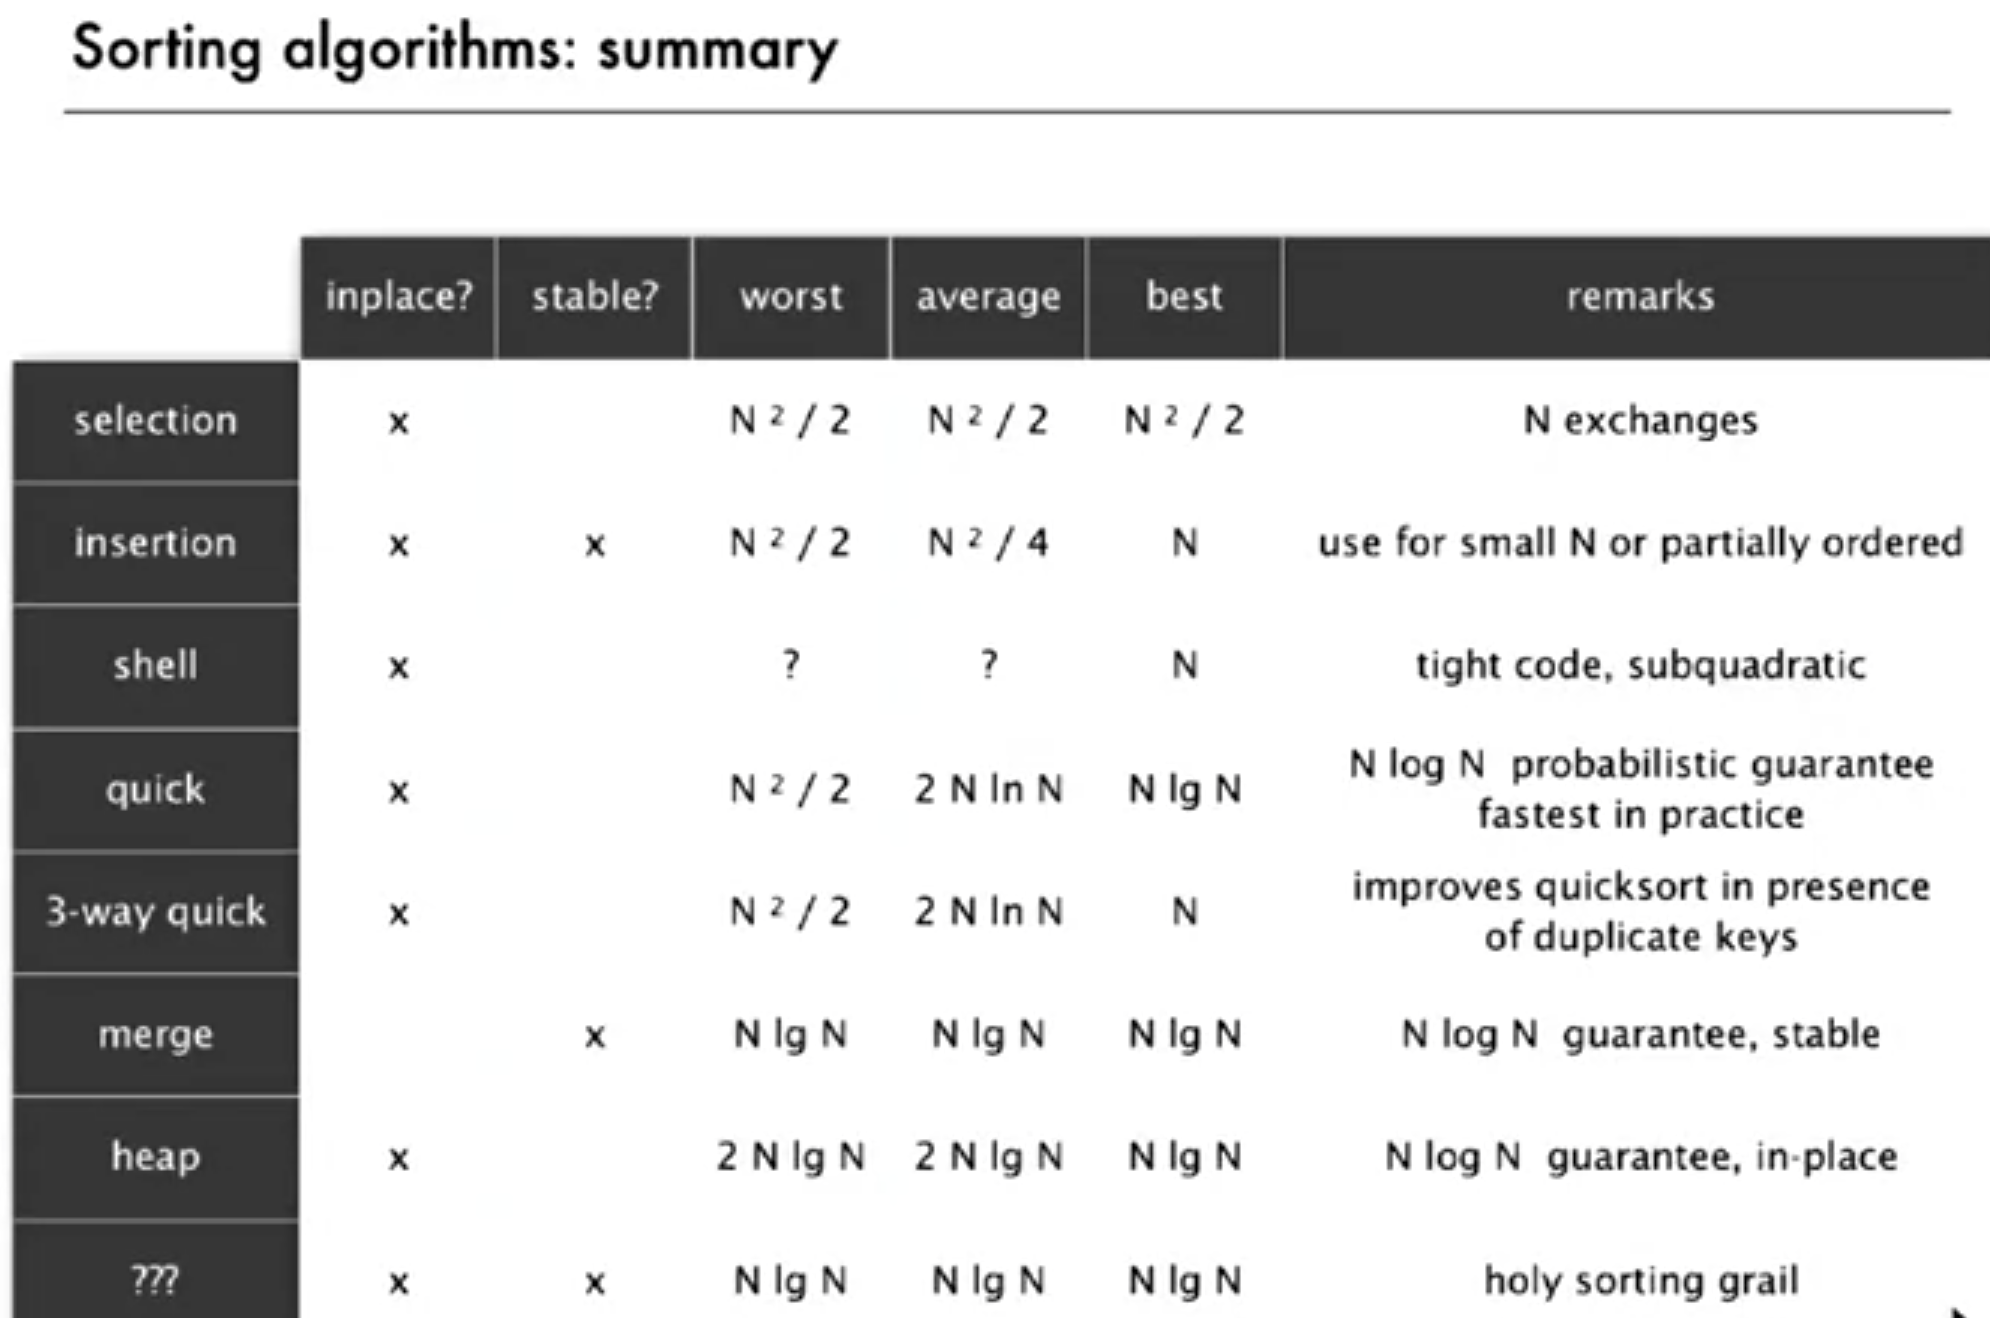 Sorting algorithms: summary
inplace? stable? worst average best remarks
selection x N ² / 2 N ² / 2 N ² / 2 N exchanges
insertion x x N ² / 2 N ² / 4 N use for small N or partially ordered
shell x ? ? N tight code, subquadratic
quick x N ² / 2 2 N ln N N lg N N log N probabilistic guarantee
fastest in practice
3-way quick x N ² / 2 2 N ln N N improves quicksort in presence
of duplicate keys
merge x N lg N N lg N N lg N N log N guarantee, stable
heap x 2 N lg N 2 N lg N N lg N N log N guarantee, in-place
??? x x N lg N N lg N N lg N holy sorting grail